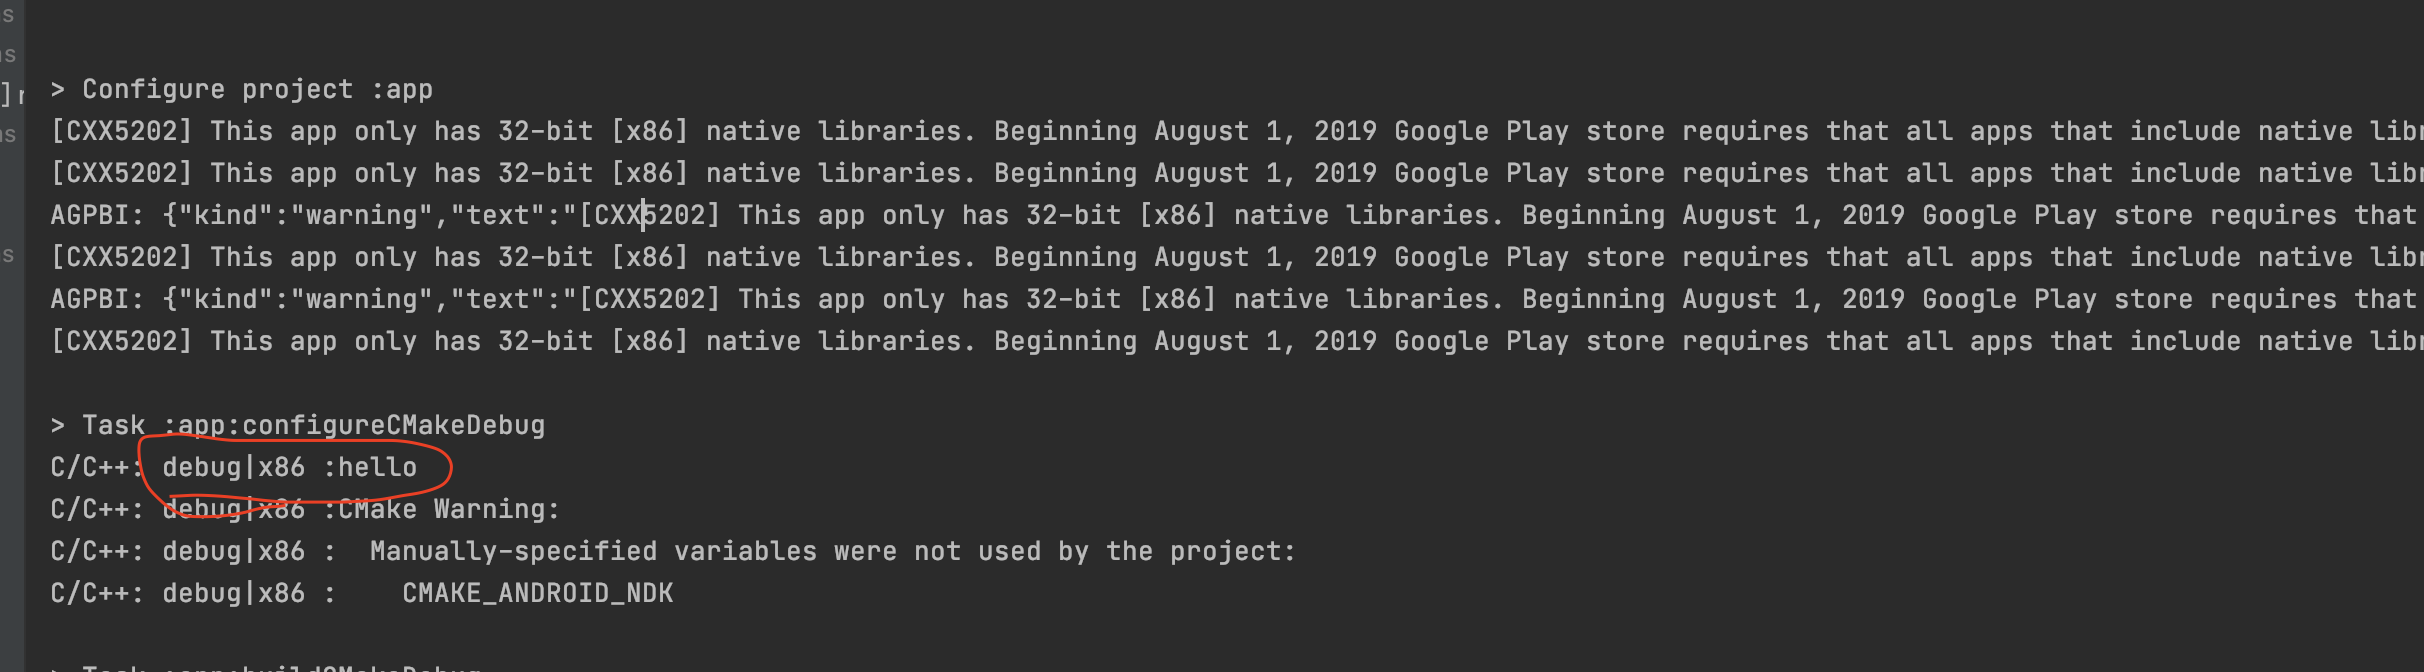 > Configure project :app
[CXX5202] This app only has 32-bit [x86] native libraries. Beginning August 1, 2019 Google Play store requires that all apps that include native
[CXX5202] This app only has 32-bit [x86] native libraries. Beginning August 1, 2019 Google Play store requires that all apps that include native
AGPBI: {"kind":"warning","text":"[CXX5202] This app only has 32-bit [x86] native libraries. Beginning August 1, 2019 Google Play store requires that
[CXX5202] This app only has 32-bit [x86] native libraries. Beginning August 1, 2019 Google Play store requires that all apps that include native
AGPBI: {"kind":"warning","text":"[CXX5202] This app only has 32-bit [x86] native libraries. Beginning August 1, 2019 Google Play store requires that
[CXX5202] This app only has 32-bit [x86] native libraries. Beginning August 1, 2019 Google Play store requires that all apps that include native
> Task :app:configureCMakeDebug
C/C++: debug|x86 :hello
C/C++: debug|x86 :CMake Warning:
C/C++: debug|x86 :  Manually-specified variables were not used by the project:
C/C++: debug|x86 :    CMAKE_ANDROID_NDK
> Task :app:buildCMakeDebug